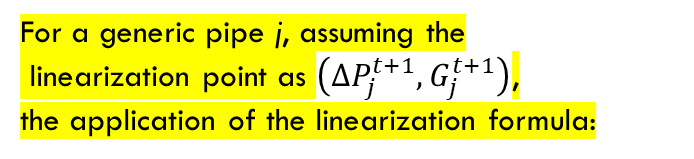 For a generic pipe j, assuming the
linearization point as (ΔP_j^{t+1}, G_j^{t+1}),
the application of the linearization formula: